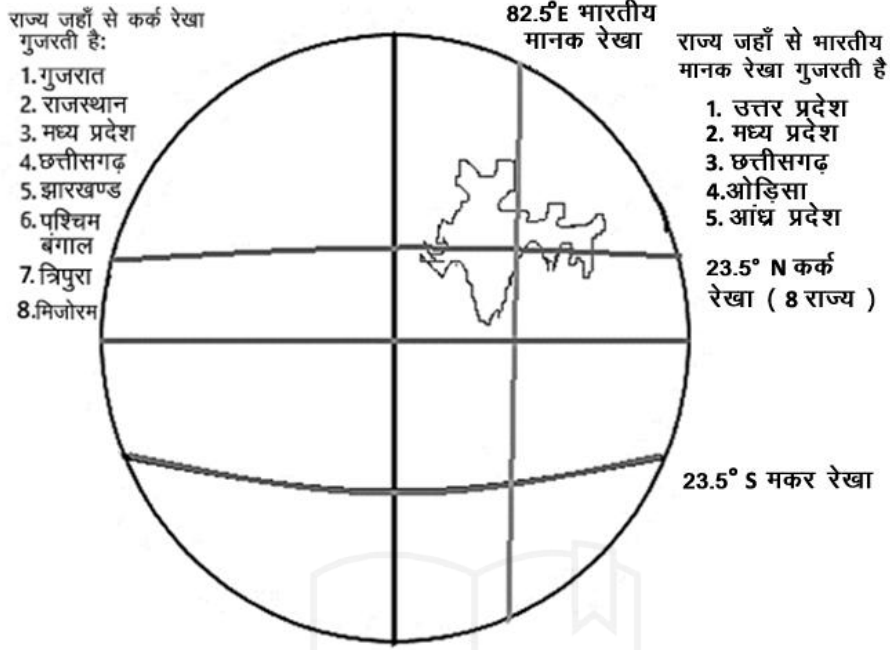 राज्य जहाँ से कर्क रेखा
गुजरती है:
1.गुजरात
2. राजस्थान
3. मध्य प्रदेश
4.छत्तीसगढ़
5. झारखण्ड
6. पश्चिम
बंगाल
7. त्रिपुरा
8.मिजोरम
82.5°E भारतीय
मानक रेखा
राज्य जहाँ से भारतीय
मानक रेखा गुजरती है
1. उत्तर प्रदेश
2. मध्य प्रदेश
3. छत्तीसगढ़
4.ओड़िसा
5. आंध्र प्रदेश
23.5° N कर्क
रेखा ( 8 राज्य )
23.5° S मकर रेखा